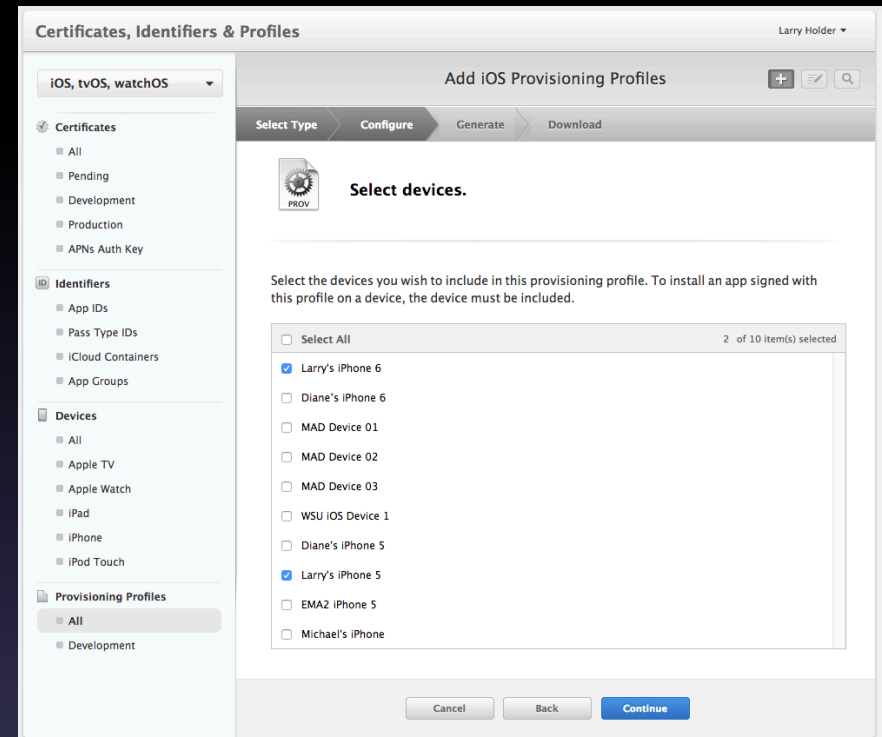 Certificates, Identifiers & Profiles
Larry Holder
iOS, tvOS, watchOS
Certificates
All
Pending
Development
Production
APNs Auth Key
ID
Identifiers
App IDs
Pass Type IDs
iCloud Containers
App Groups
Devices
All
Apple TV
Apple Watch
iPad
iPhone
iPod Touch
Provisioning Profiles
All
Development
Add iOS Provisioning Profiles
Select Type Configure Generate Download
PROV
Select devices.
Select the devices you wish to include in this provisioning profile. To install an app signed with
this profile on a device, the device must be included.
Select All 2 of 10 item(s) selected
Larry's iPhone 6
Diane's iPhone 6
MAD Device 01
MAD Device 02
MAD Device 03
WSU iOS Device 1
Diane's iPhone 5
Larry's iPhone 5
EMA2 iPhone 5
Michael's iPhone
Cancel Back Continue